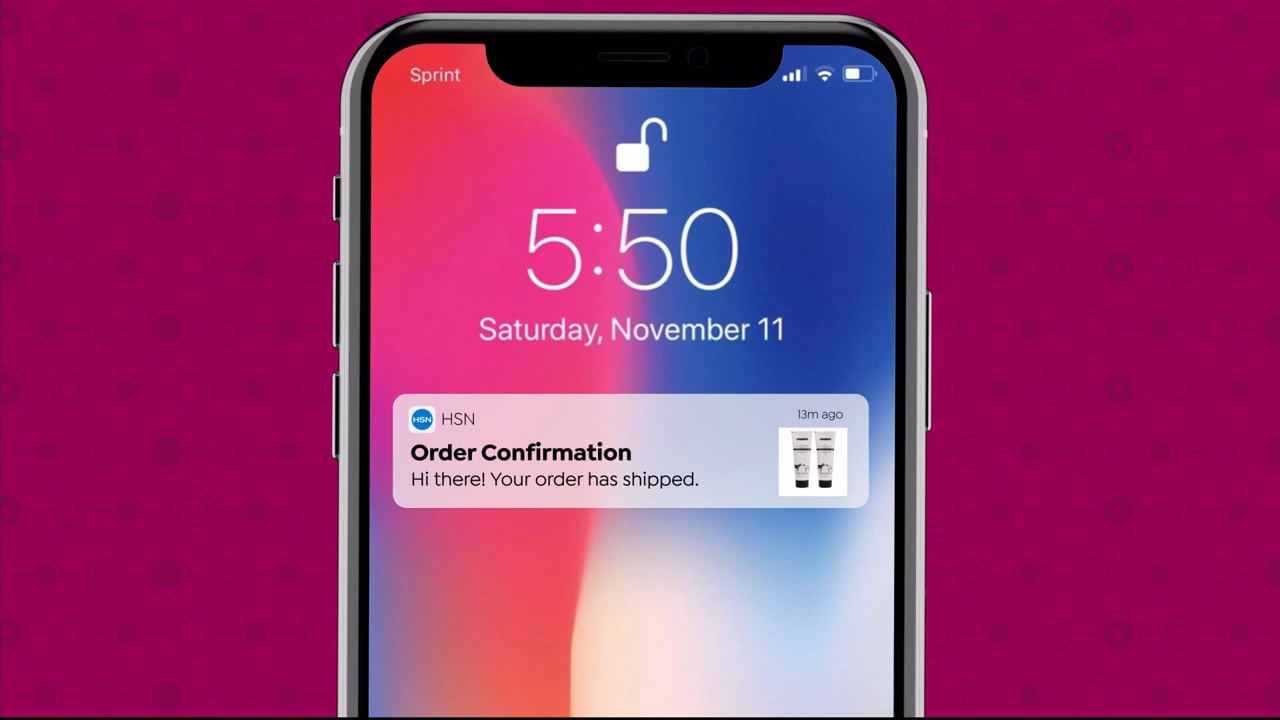 Sprint
5:50
Saturday, November 11
HSN HSN
13m ago
Order Confirmation
Hi there! Your order has shipped.